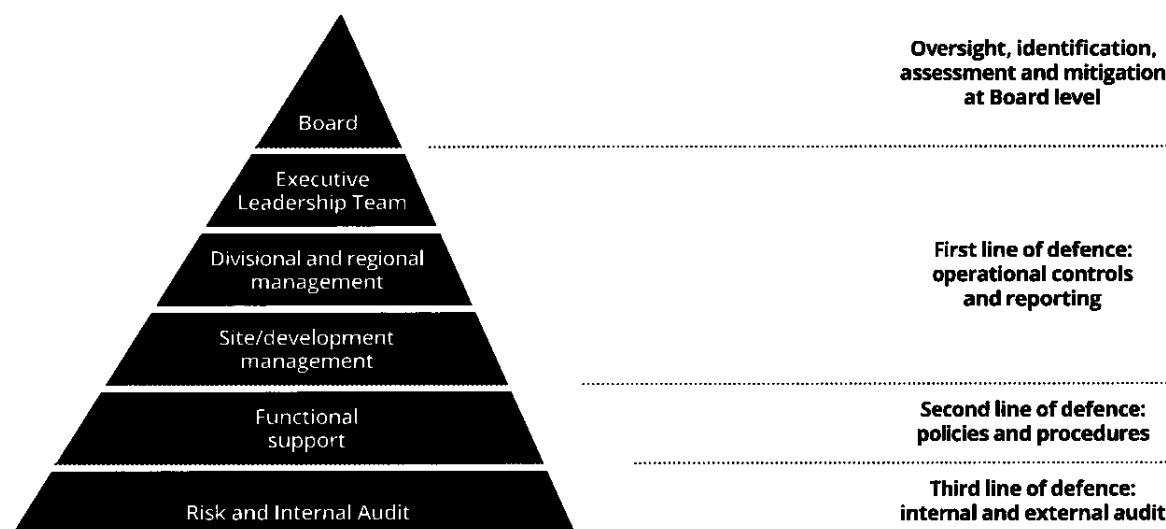 Oversight, identification,
assessment and mitigation
at Board level
Board
Executive
Leadership Team
Divisional and regional
management
First line of defence:
operational controls
and reporting
Site/development
management
Functional
support
Second line of defence:
policies and procedures
Risk and Internal Audit
Third line of defence:
internal and external audit